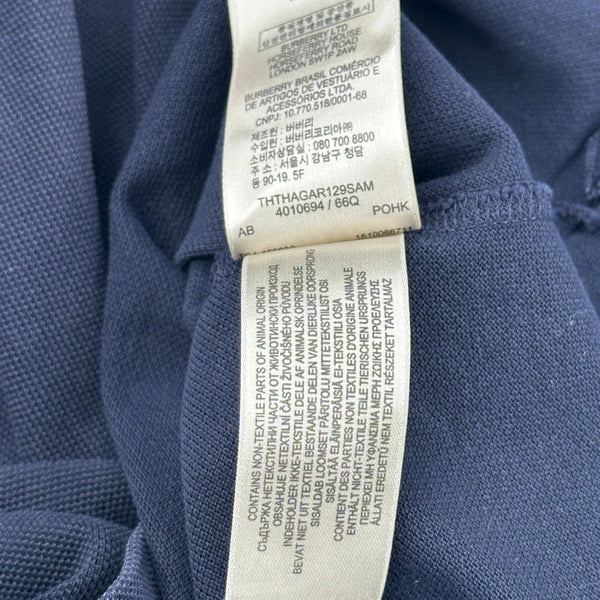 BURBERRY LTD
HORSEFERRY HOUSE
HORSEFERRY ROAD
LONDON SW1P 2AW
BURBERRY BRASIL COMÉRCIO
DE ARTIGOS DE VESTUÁRIO E
ACESSÓRIOS LTDA.
CNPJ: 10.770.518/0001-68
제조원 : 버버리
수입원 : 버버리코리아㈜
소비자상담실 : 080 700 8800
주소 : 서울시 강남구 청담
동 90-19. 5F
THTHAGAR129SAM
4010694 / 66Q
AB POHK
CONTAINS NON-TEXTILE PARTS OF ANIMAL ORIGIN
СЪДЪРЖА НЕТЕКСТИЛНИ ЧАСТИ ОТ ЖИВОТИНСКИ ПРОИЗХОД
OBSAHUJE NETEXTILNÍ ČÁSTI ŽIVOČIŠNÉHO PŮVODU
INDEHOLDER IKKE-TEKSTILE DELE AF ANIMALSK OPRINDELSE
BEVAT NIET UIT TEXTIEL BESTAANDE DELEN VAN DIERLIJKE OORSPRONG
SISALDAB LOOMSET PÄRITOLU MITTETEKSTIILIST OSI
SISÄLTÄÄ ELÄINPERÄISIÄ EI-TEKSTIILI OSIA
CONTIENT DES PARTIES NON TEXTILES D'ORIGINE ANIMALE
ENTHÄLT NICHT-TEXTILE TEILE TIERISCHEN URSPRUNGS
ΠΕΡΙΕΧΕΙ ΜΗ ΥΦΑΝΣΙΜΑ ΜΕΡΗ ΖΩΙΚΗΣ ΠΡΟΕΛΕΥΣΗΣ
ÁLLATI EREDETŰ NEM TEXTIL RÉSZEKET TARTALMAZ